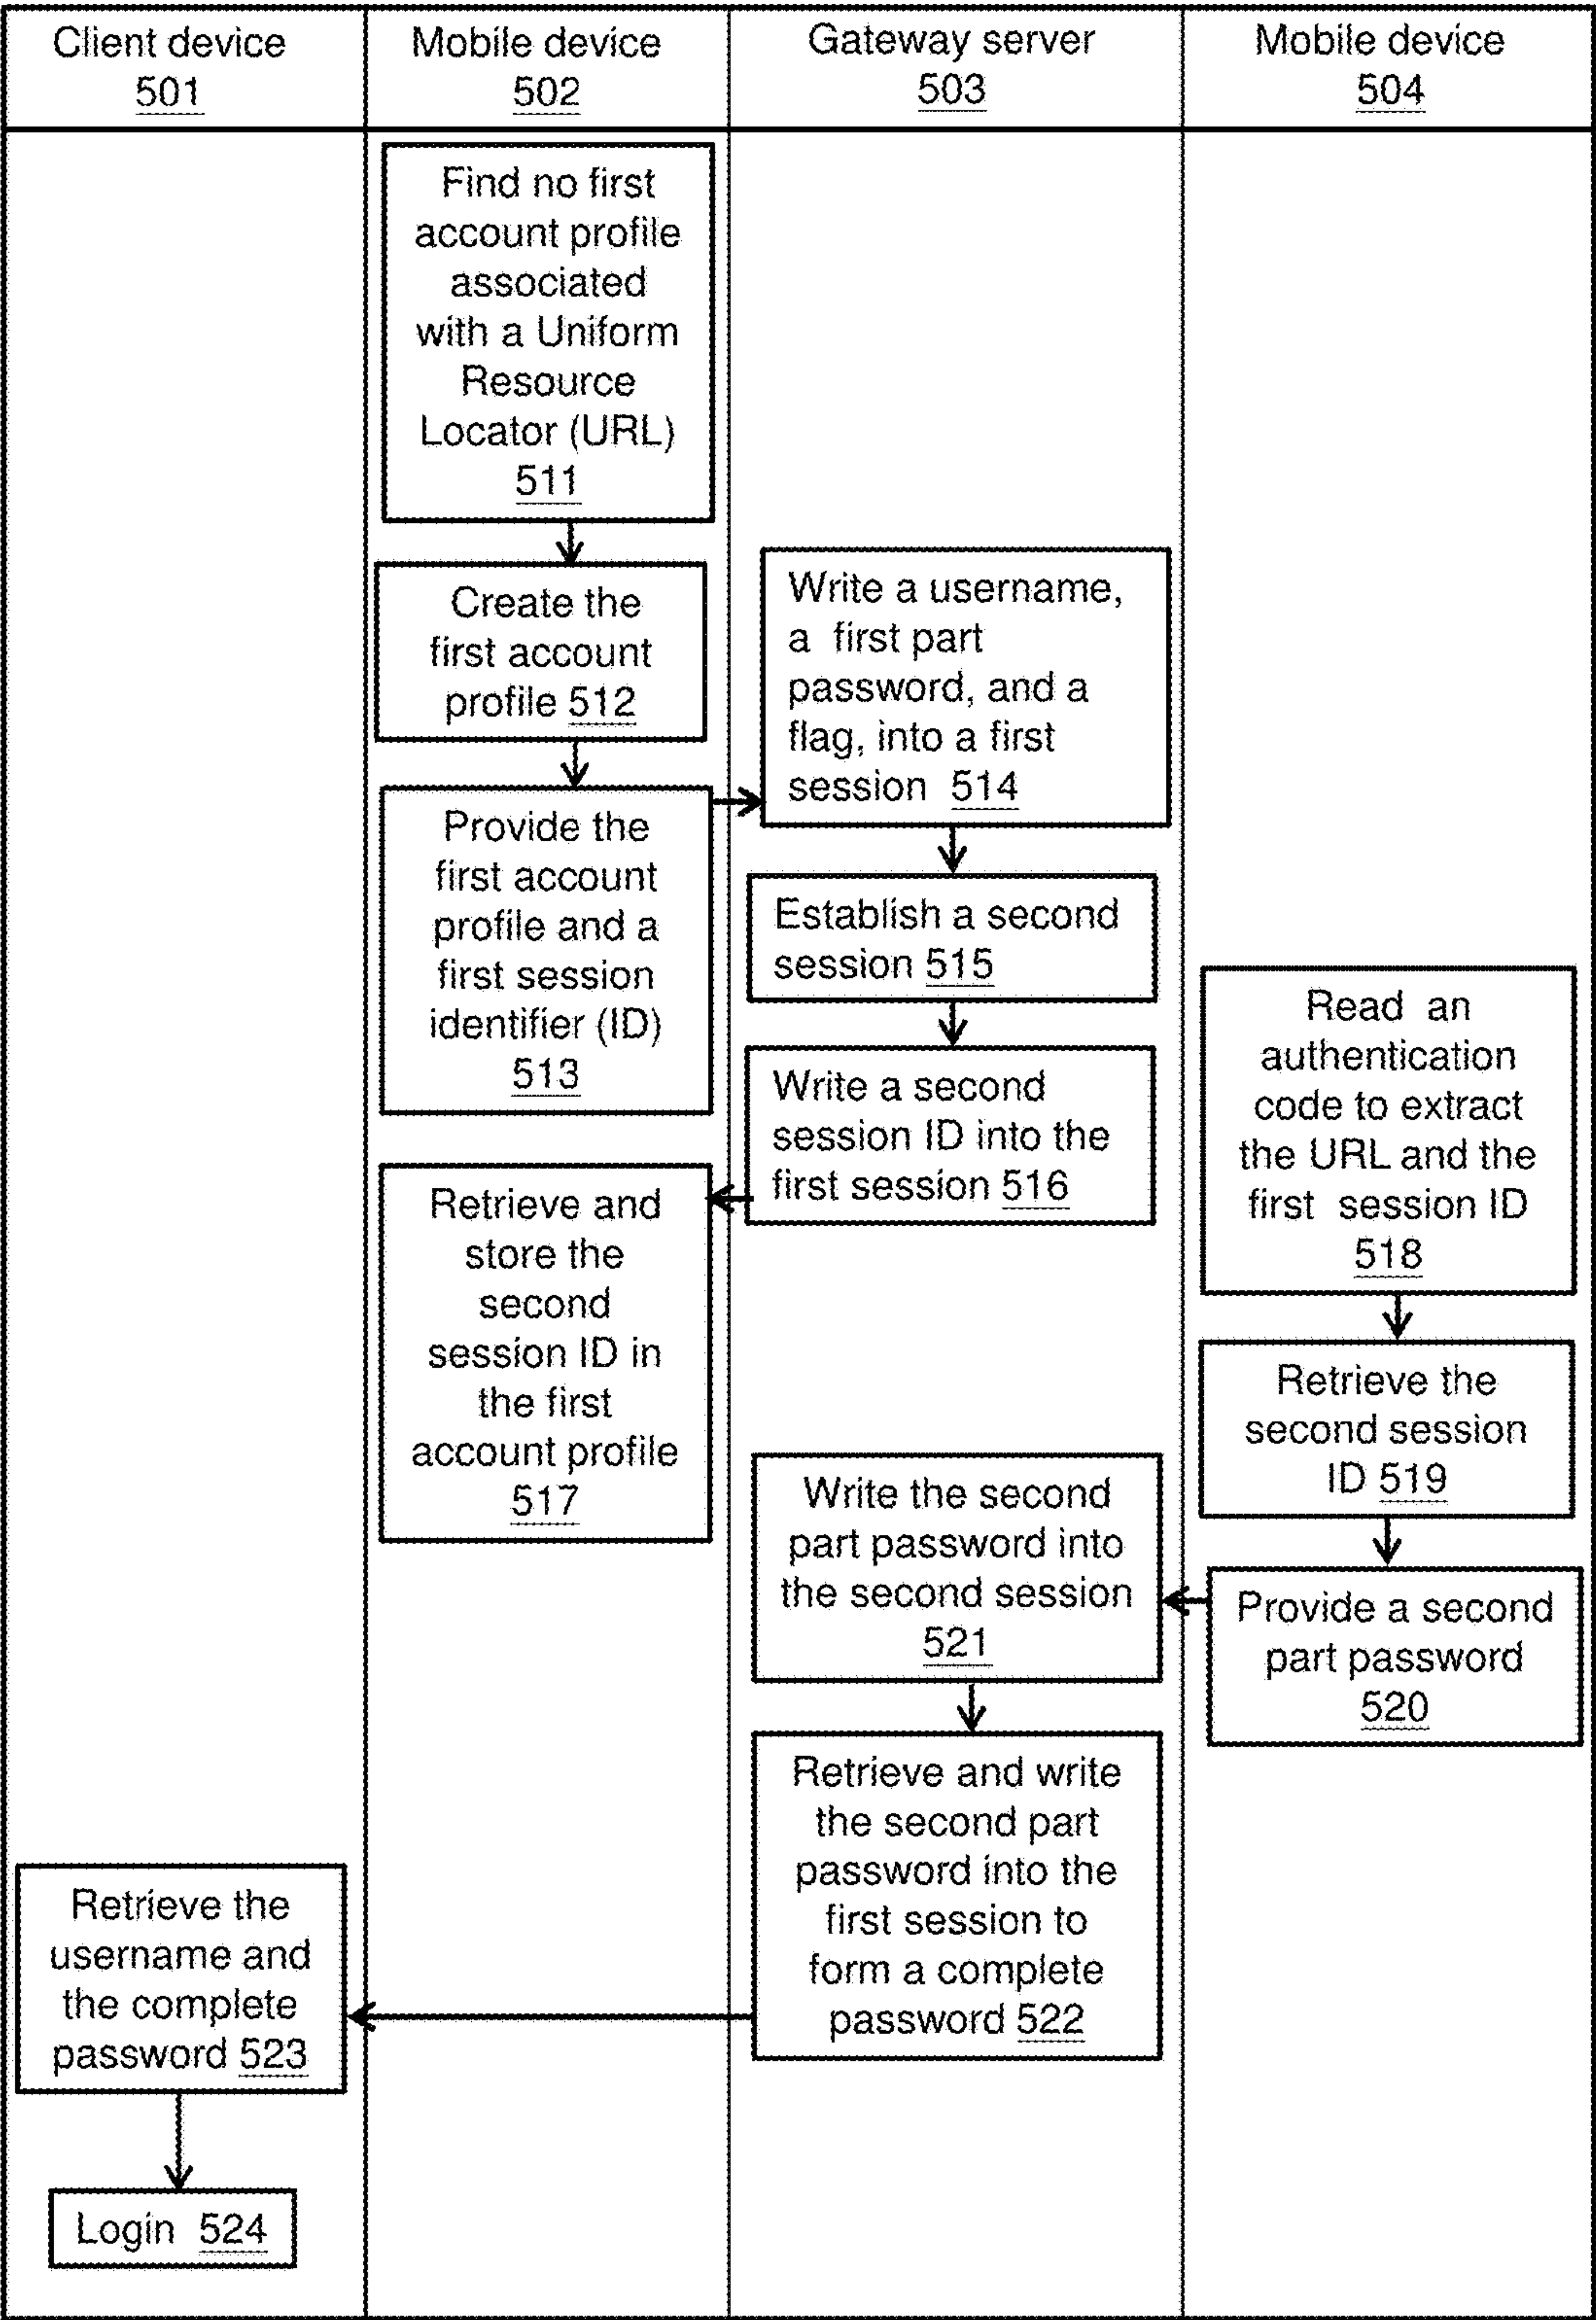 Client device
501
Mobile device
502
Gateway server
503
Mobile device
504
Find no first
account profile
associated
with a Uniform
Resource
Locator (URL)
511
Create the
first account
profile 512
Provide the
first account
profile and a
first session
identifier (ID)
513
Write a username,
a first part
password, and a
flag, into a first
session 514
Establish a second
session 515
Write a second
session ID into the
first session 516
Retrieve and
store the
second
session ID in
the first
account profile
517
Read an
authentication
code to extract
the URL and the
first session ID
518
Retrieve the
second session
ID 519
Provide a second
part password
520
Write the second
part password into
the second session
521
Retrieve and write
the second part
password into the
first session to
form a complete
password 522
Retrieve the
username and
the complete
password 523
Login 524